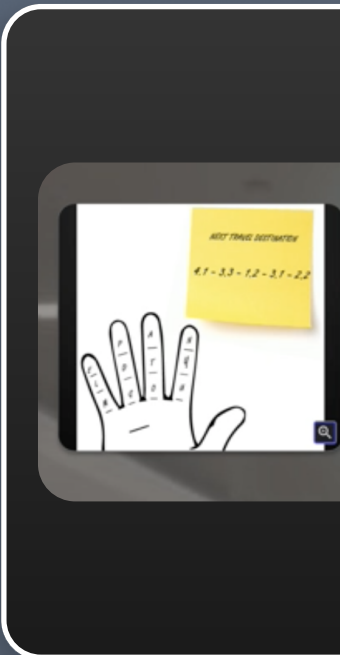 NEXT TRAVEL DESTINATION
4,1 - 3,3 - 1,2 - 3,1 - 2,2
P
A
N
D
T
C
O